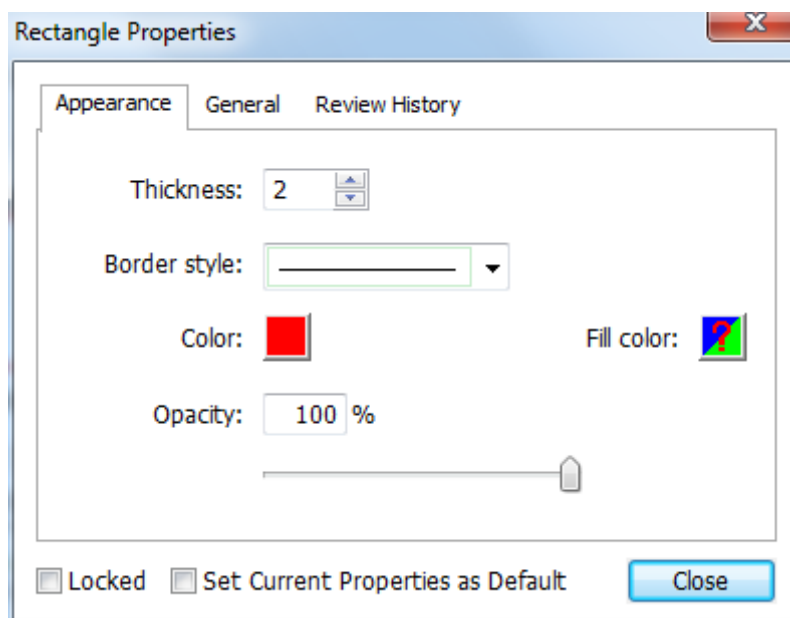 Rectangle Properties
X
Appearance General Review History
Thickness: 2
Border style:
Color: Fill color: ?
Opacity: 100 %
Locked Set Current Properties as Default Close